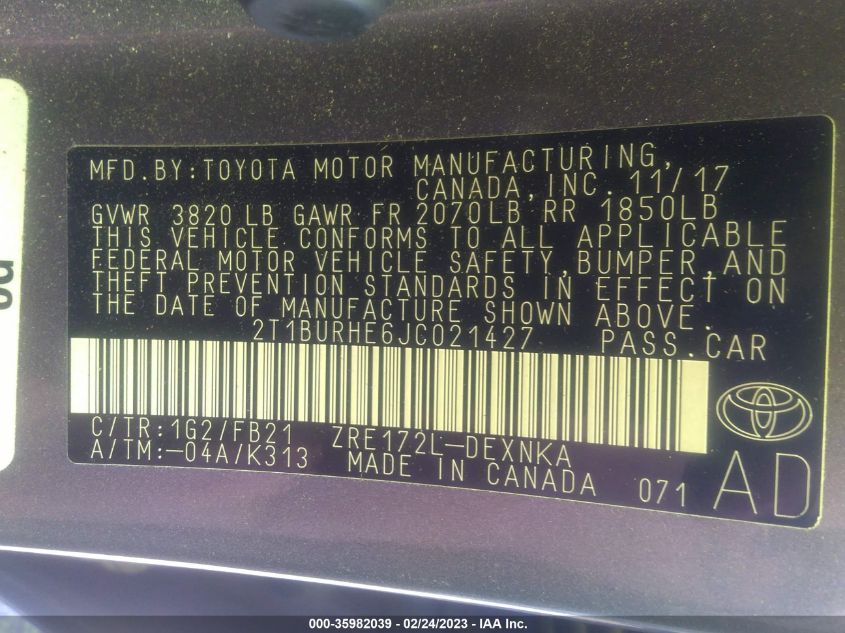 MFD.BY:TOYOTA MOTOR MANUFACTURING,
CANADA,INC. 11/17
GVWR 3820 LB GAWR FR 2070LB RR 1850LB
THIS VEHICLE CONFORMS TO ALL APPLICABLE
FEDERAL MOTOR VEHICLE SAFETY,BUMPER,AND
THEFT PREVENTION STANDARDS IN EFFECT ON
THE DATE OF MANUFACTURE SHOWN ABOVE.
2T1BURHE6JC021427 PASS.CAR
C/TR:1G2/FB21 ZRE172L-DEXNKA
A/TM:-04A/K313 MADE IN CANADA 071 AD
000-35982039 - 02/24/2023 - IAA Inc.